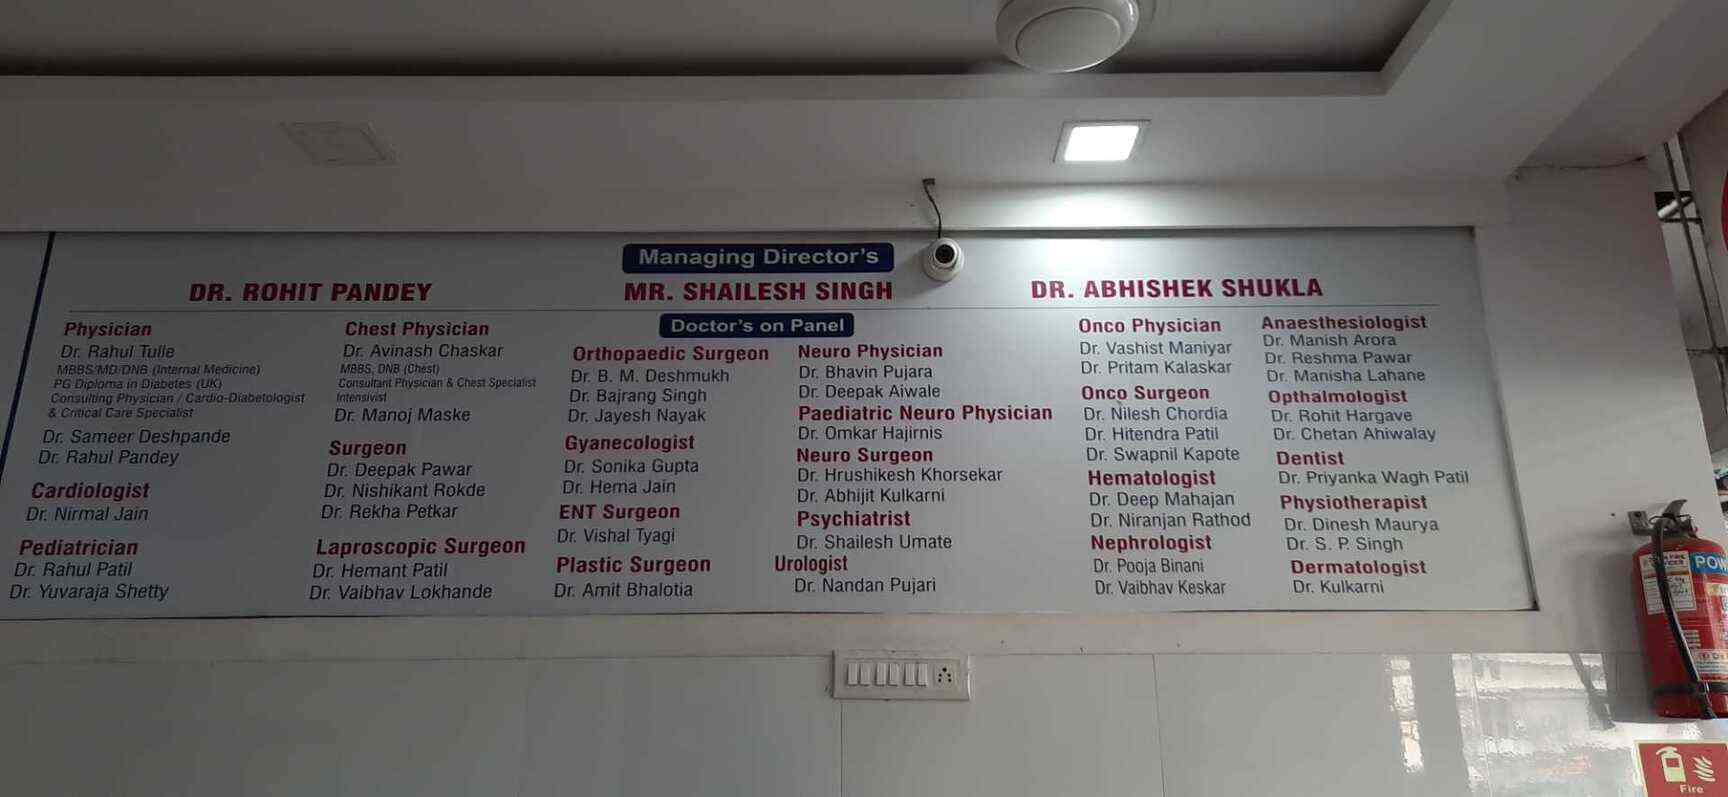 Managing Director's
DR. ROHIT PANDEY
MR. SHAILESH SINGH
DR. ABHISHEK SHUKLA
Doctor's on Panel
Physician
Dr. Rahul Tulle
MBBS/MD/DNB (Internal Medicine)
PG Diploma in Diabetes (UK)
Consulting Physician / Cardio-Diabetologist
& Critical Care Specialist
Dr. Sameer Deshpande
Dr. Rahul Pandey
Cardiologist
Dr. Nirmal Jain
Pediatrician
Dr. Rahul Patil
Dr. Yuvaraja Shetty
Chest Physician
Dr. Avinash Chaskar
MBBS, DNB (Chest)
Consultant Physician & Chest Specialist
Intensivist
Dr. Manoj Maske
Surgeon
Dr. Deepak Pawar
Dr. Nishikant Rokde
Dr. Rekha Petkar
Laproscopic Surgeon
Dr. Hemant Patil
Dr. Vaibhav Lokhande
Orthopaedic Surgeon
Dr. B. M. Deshmukh
Dr. Bajrang Singh
Dr. Jayesh Nayak
Gyanecologist
Dr. Sonika Gupta
Dr. Hema Jain
ENT Surgeon
Dr. Vishal Tyagi
Plastic Surgeon
Dr. Amit Bhalotia
Neuro Physician
Dr. Bhavin Pujara
Dr. Deepak Aiwale
Paediatric Neuro Physician
Dr. Omkar Hajirnis
Neuro Surgeon
Dr. Hrushikesh Khorsekar
Dr. Abhijit Kulkarni
Psychiatrist
Dr. Shailesh Umate
Urologist
Dr. Nandan Pujari
Onco Physician
Dr. Vashist Maniyar
Dr. Pritam Kalaskar
Onco Surgeon
Dr. Nilesh Chordia
Dr. Hitendra Patil
Dr. Swapnil Kapote
Hematologist
Dr. Deep Mahajan
Dr. Niranjan Rathod
Nephrologist
Dr. Pooja Binani
Dr. Vaibhav Keskar
Anaesthesiologist
Dr. Manish Arora
Dr. Reshma Pawar
Dr. Manisha Lahane
Opthalmologist
Dr. Rohit Hargave
Dr. Chetan Ahiwalay
Dentist
Dr. Priyanka Wagh Patil
Physiotherapist
Dr. Dinesh Maurya
Dr. S. P. Singh
Dermatologist
Dr. Kulkarni
Fire